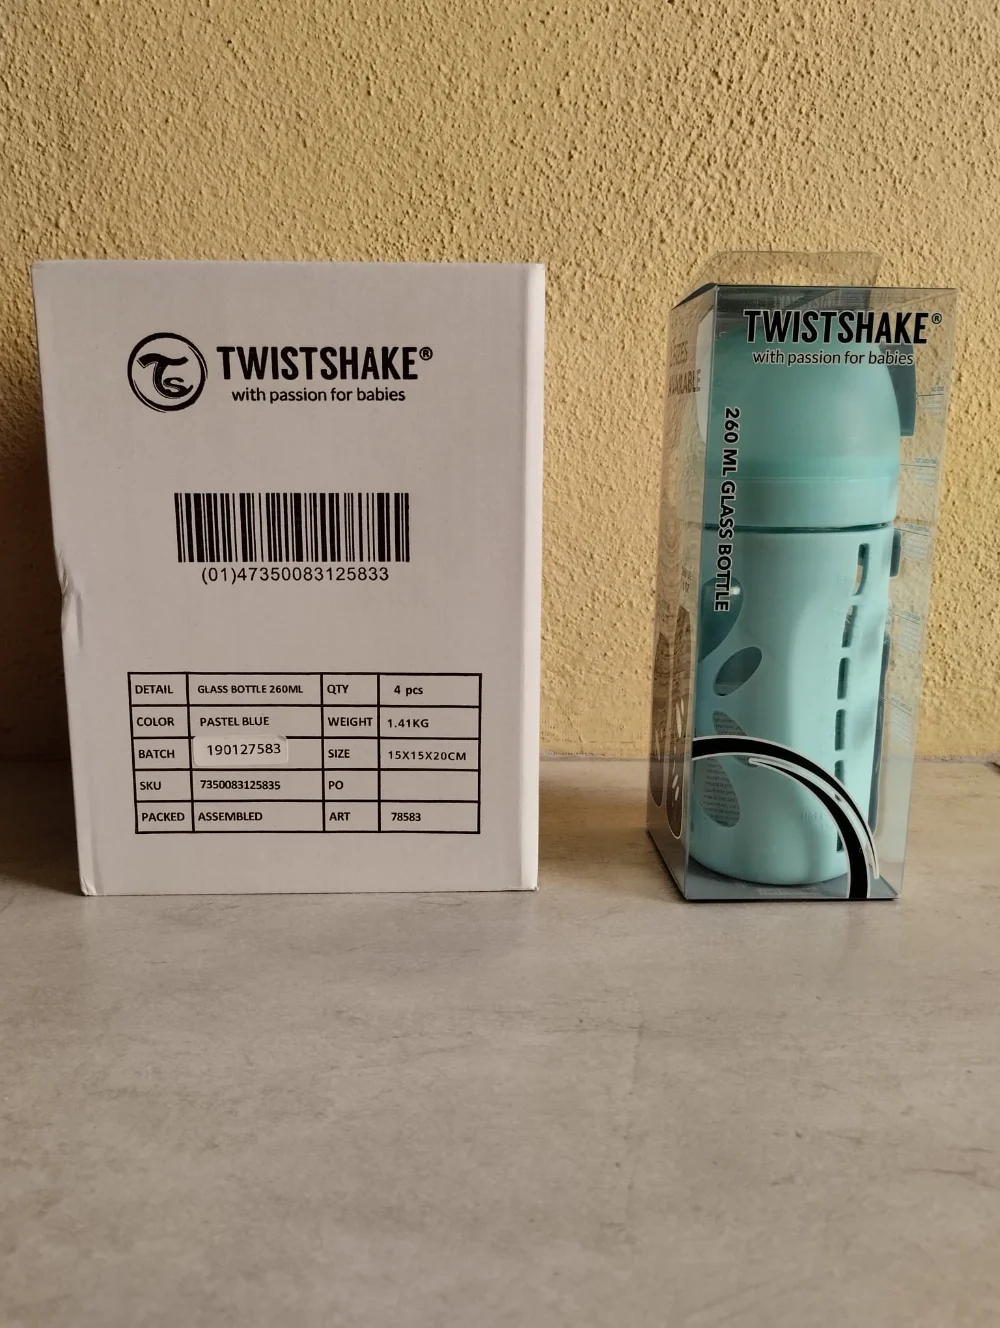 TS
TWISTSHAKE®
with passion for babies
(01)47350083125833
DETAIL GLASS BOTTLE 260ML QTY 4 pcs
COLOR PASTEL BLUE WEIGHT 1.41KG
BATCH 190127583 SIZE 15X15X20CM
SKU 7350083125835 PO
PACKED ASSEMBLED ART 78583
TWISTSHAKE®
with passion for babies
260 ML GLASS BOTTLE